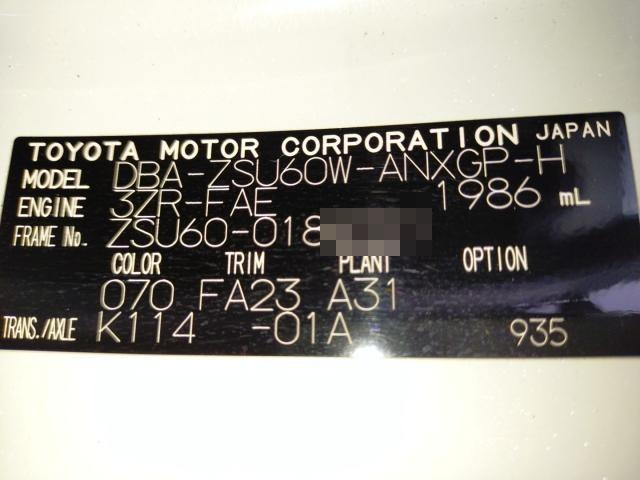 TOYOTA MOTOR CORPORATION JAPAN
MODEL DBA-ZSU60W-ANXGP-H
ENGINE 3ZR-FAE 1986 mL
FRAME No. ZSU60-018
COLOR TRIM PLANT OPTION
070 FA23 A31
TRANS./AXLE K114 -01A 935